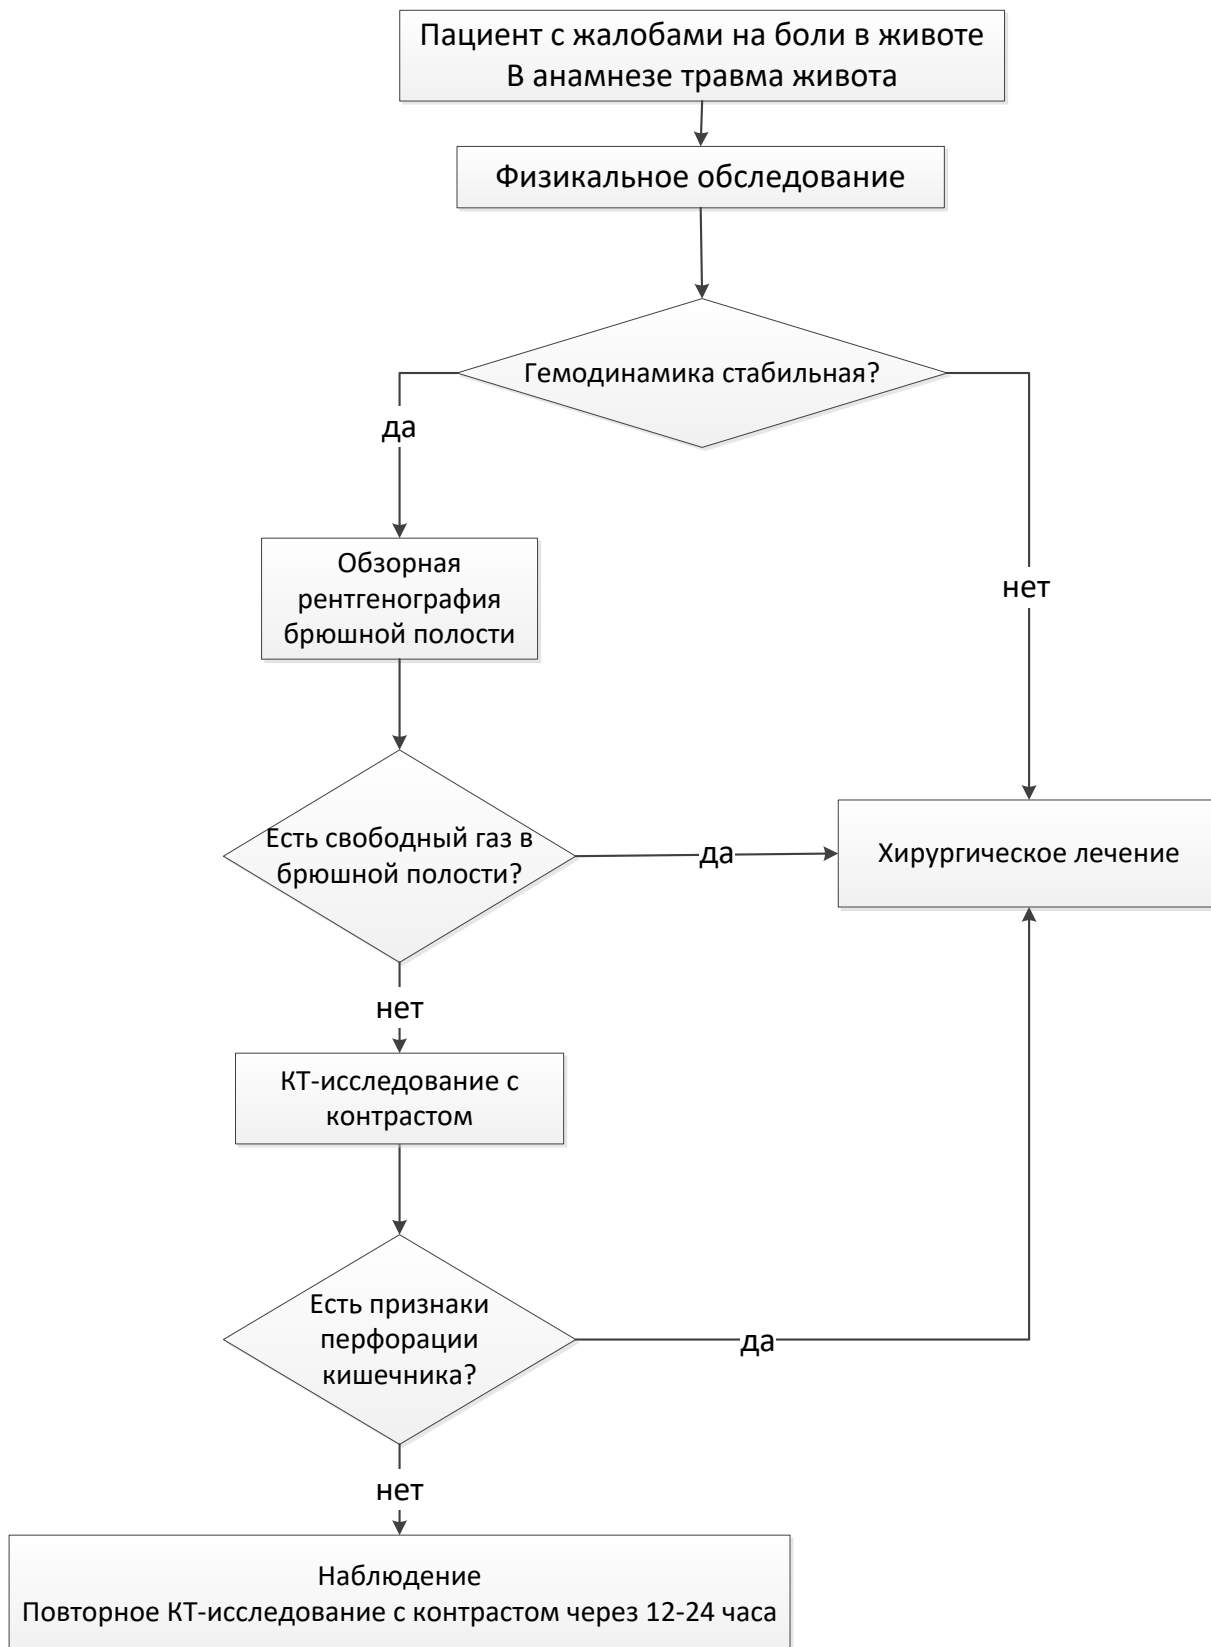 Пациент с жалобами на боли в животе
В анамнезе травма живота
Физикальное обследование
Гемодинамика стабильная?
да
нет
Обзорная
рентгенография
брюшной полости
Есть свободный газ в
брюшной полости?
да
Хирургическое лечение
нет
КТ-исследование с
контрастом
Есть признаки
перфорации
кишечника?
да
нет
Наблюдение
Повторное КТ-исследование с контрастом через 12-24 часа